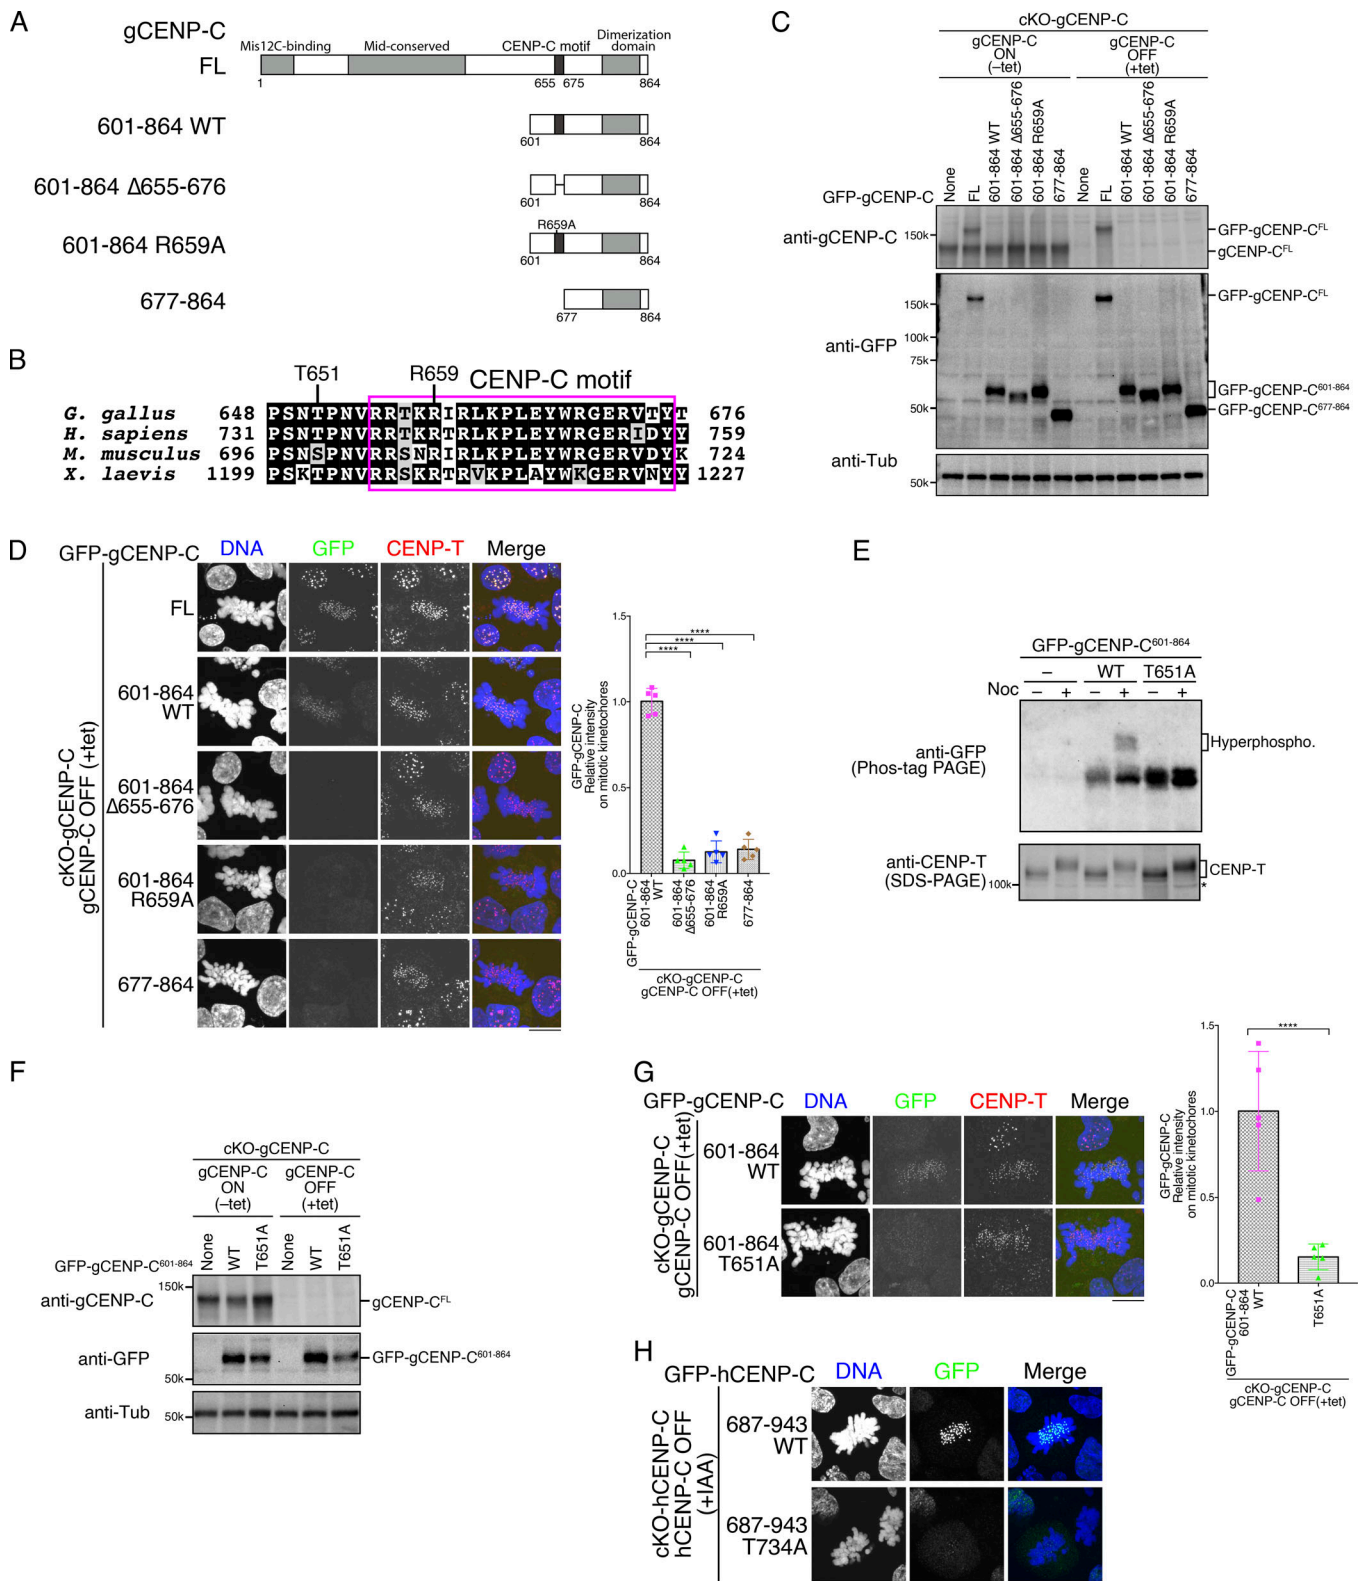 A
gCENP-C
FL
Mis12C-binding
Mid-conserved
CENP-C motif
Dimerization
domain
1
655
675
864
601-864 WT
601
864
601-864 Δ655-676
601
864
601-864 R659A
R659A
601
864
677-864
677
864
B
T651
R659
CENP-C motif
G. gallus 648 PSNTPNVRRTKRIRLKPLEYWRGERVTYT 676
H. sapiens 731 PSNTPNVRRTKRTRLKPLEYWRGERIDYY 759
M. musculus 696 PSNSPNVRRSNRIRLKPLEYWRGERVDYK 724
X. laevis 1199 PSKTPNVRRSKRTRVKPLAYWKGERVNYY 1227
C
cKO-gCENP-C
gCENP-C
ON
(−tet)
gCENP-C
OFF
(+tet)
GFP-gCENP-C
None
FL
601-864 WT
601-864 Δ655-676
601-864 R659A
677-864
None
FL
601-864 WT
601-864 Δ655-676
601-864 R659A
677-864
anti-gCENP-C
150k
GFP-gCENP-CFL
gCENP-CFL
anti-GFP
150k
100k
75k
50k
GFP-gCENP-CFL
GFP-gCENP-C601-864
GFP-gCENP-C677-864
anti-Tub
50k
D
GFP-gCENP-C
DNA
GFP
CENP-T
Merge
cKO-gCENP-C
gCENP-C OFF (+tet)
FL
601-864
WT
601-864
Δ655-676
601-864
R659A
677-864
GFP-gCENP-C
Relative intensity
on mitotic kinetochores
1.5
1.0
0.5
0.0
****
****
****
GFP-gCENP-C
601-864
WT
601-864
Δ655-676
601-864
R659A
677-864
cKO-gCENP-C
gCENP-C OFF(+tet)
E
GFP-gCENP-C601-864
−
WT
T651A
Noc
− + − + − +
anti-GFP
(Phos-tag PAGE)
Hyperphospho.
anti-CENP-T
(SDS-PAGE)
100k
CENP-T
*
F
cKO-gCENP-C
gCENP-C
ON
(−tet)
gCENP-C
OFF
(+tet)
GFP-gCENP-C601-864
None
WT
T651A
None
WT
T651A
anti-gCENP-C
150k
gCENP-CFL
anti-GFP
50k
GFP-gCENP-C601-864
anti-Tub
50k
G
GFP-gCENP-C
DNA
GFP
CENP-T
Merge
cKO-gCENP-C
gCENP-C OFF(+tet)
601-864
WT
601-864
T651A
GFP-gCENP-C
Relative intensity
on mitotic kinetochores
1.5
1.0
0.5
0.0
****
GFP-gCENP-C
601-864
WT
T651A
cKO-gCENP-C
gCENP-C OFF(+tet)
H
GFP-hCENP-C
DNA
GFP
Merge
cKO-hCENP-C
hCENP-C OFF
(+IAA)
687-943
WT
687-943
T734A